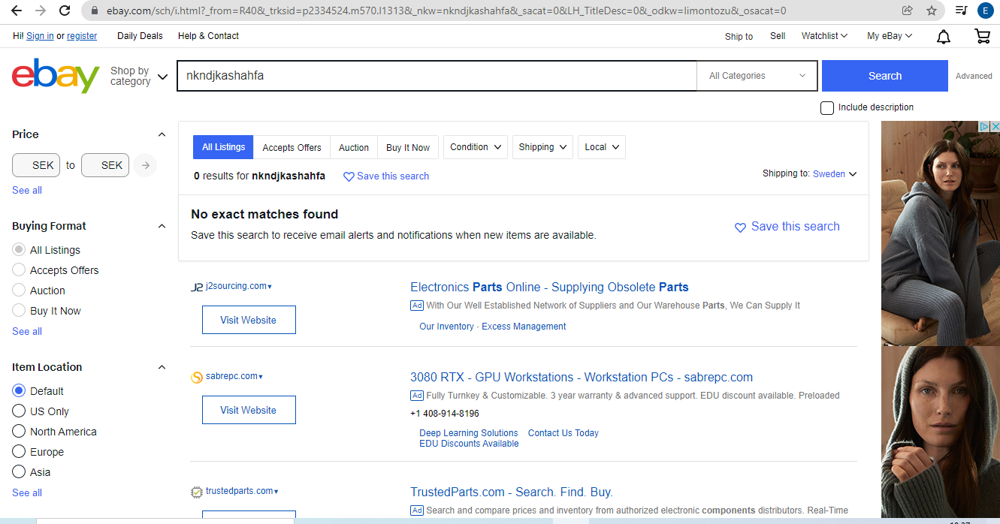 ebay.com/sch/i.html?_from=R40&_trksid=p2334524.m570.l1313&_nkw=nkndjkashahfa&_sacat=0&LH_TitleDesc=0&_odkw=limontozu&_osacat=0
E
Hi! Sign in or register
Daily Deals
Help & Contact
Ship to
Sell
Watchlist
My eBay
ebay
Shop by
category
nkndjkashahfa
All Categories
Search
Advanced
Include description
Price
SEK to SEK
See all
Buying Format
All Listings
Accepts Offers
Auction
Buy It Now
See all
Item Location
Default
US Only
North America
Europe
Asia
See all
All Listings
Accepts Offers
Auction
Buy It Now
Condition
Shipping
Local
0 results for nkndjkashahfa
Save this search
Shipping to: Sweden
No exact matches found
Save this search to receive email alerts and notifications when new items are available.
Save this search
J2 j2sourcing.com
Visit Website
Electronics Parts Online - Supplying Obsolete Parts
Ad With Our Well Established Network of Suppliers and Our Warehouse Parts, We Can Supply It
Our Inventory · Excess Management
sabrepc.com
Visit Website
3080 RTX - GPU Workstations - Workstation PCs - sabrepc.com
Ad Fully Turnkey & Customizable. 3 year warranty & advanced support. EDU discount available. Preloaded
+1 408-914-8196
Deep Learning Solutions Contact Us Today
EDU Discounts Available
trustedparts.com
TrustedParts.com - Search. Find. Buy.
Ad Search and compare prices and inventory from authorized electronic components distributors. Real-Time